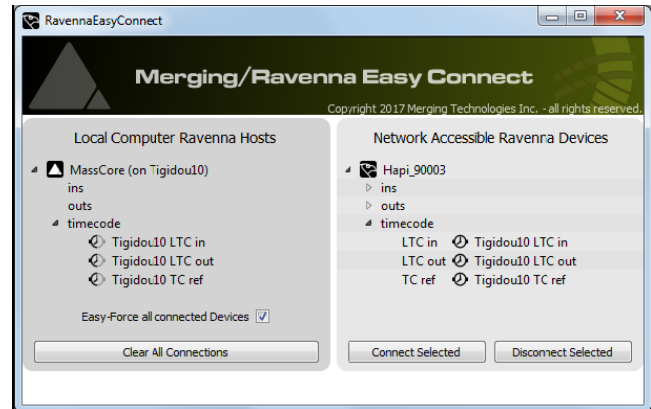 RavennaEasyConnect
Merging/Ravenna Easy Connect
Copyright 2017 Merging Technologies Inc. - all rights reserved.
Local Computer Ravenna Hosts
MassCore (on Tigidou10)
ins
outs
timecode
Tigidou10 LTC in
Tigidou10 LTC out
Tigidou10 TC ref
Easy-Force all connected Devices
Clear All Connections
Network Accessible Ravenna Devices
Hapi_90003
ins
outs
timecode
LTC in Tigidou10 LTC in
LTC out Tigidou10 LTC out
TC ref Tigidou10 TC ref
Connect Selected Disconnect Selected